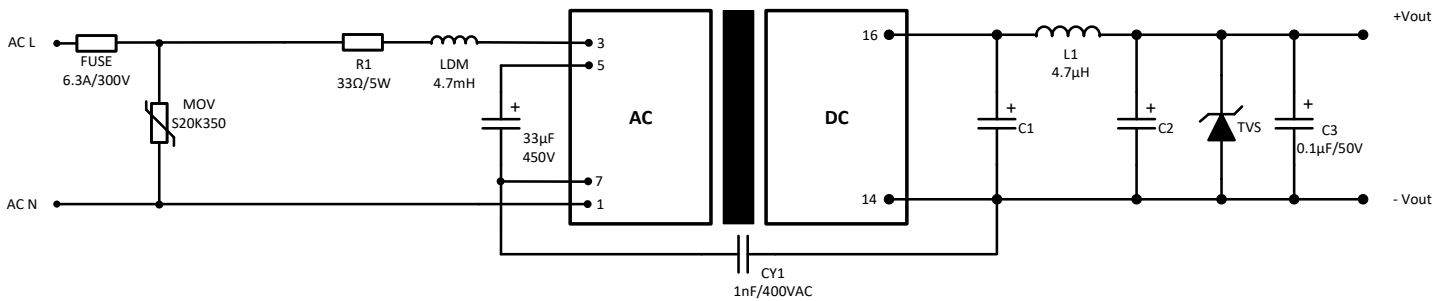 AC L
FUSE
6.3A/300V
MOV
S20K350
AC N
R1
33Ω/5W
LDM
4.7mH
+
33µF
450V
3
5
7
1
AC
DC
16
14
CY1
1nF/400VAC
+
C1
L1
4.7µH
+
C2
TVS
+
C3
0.1µF/50V
+Vout
- Vout